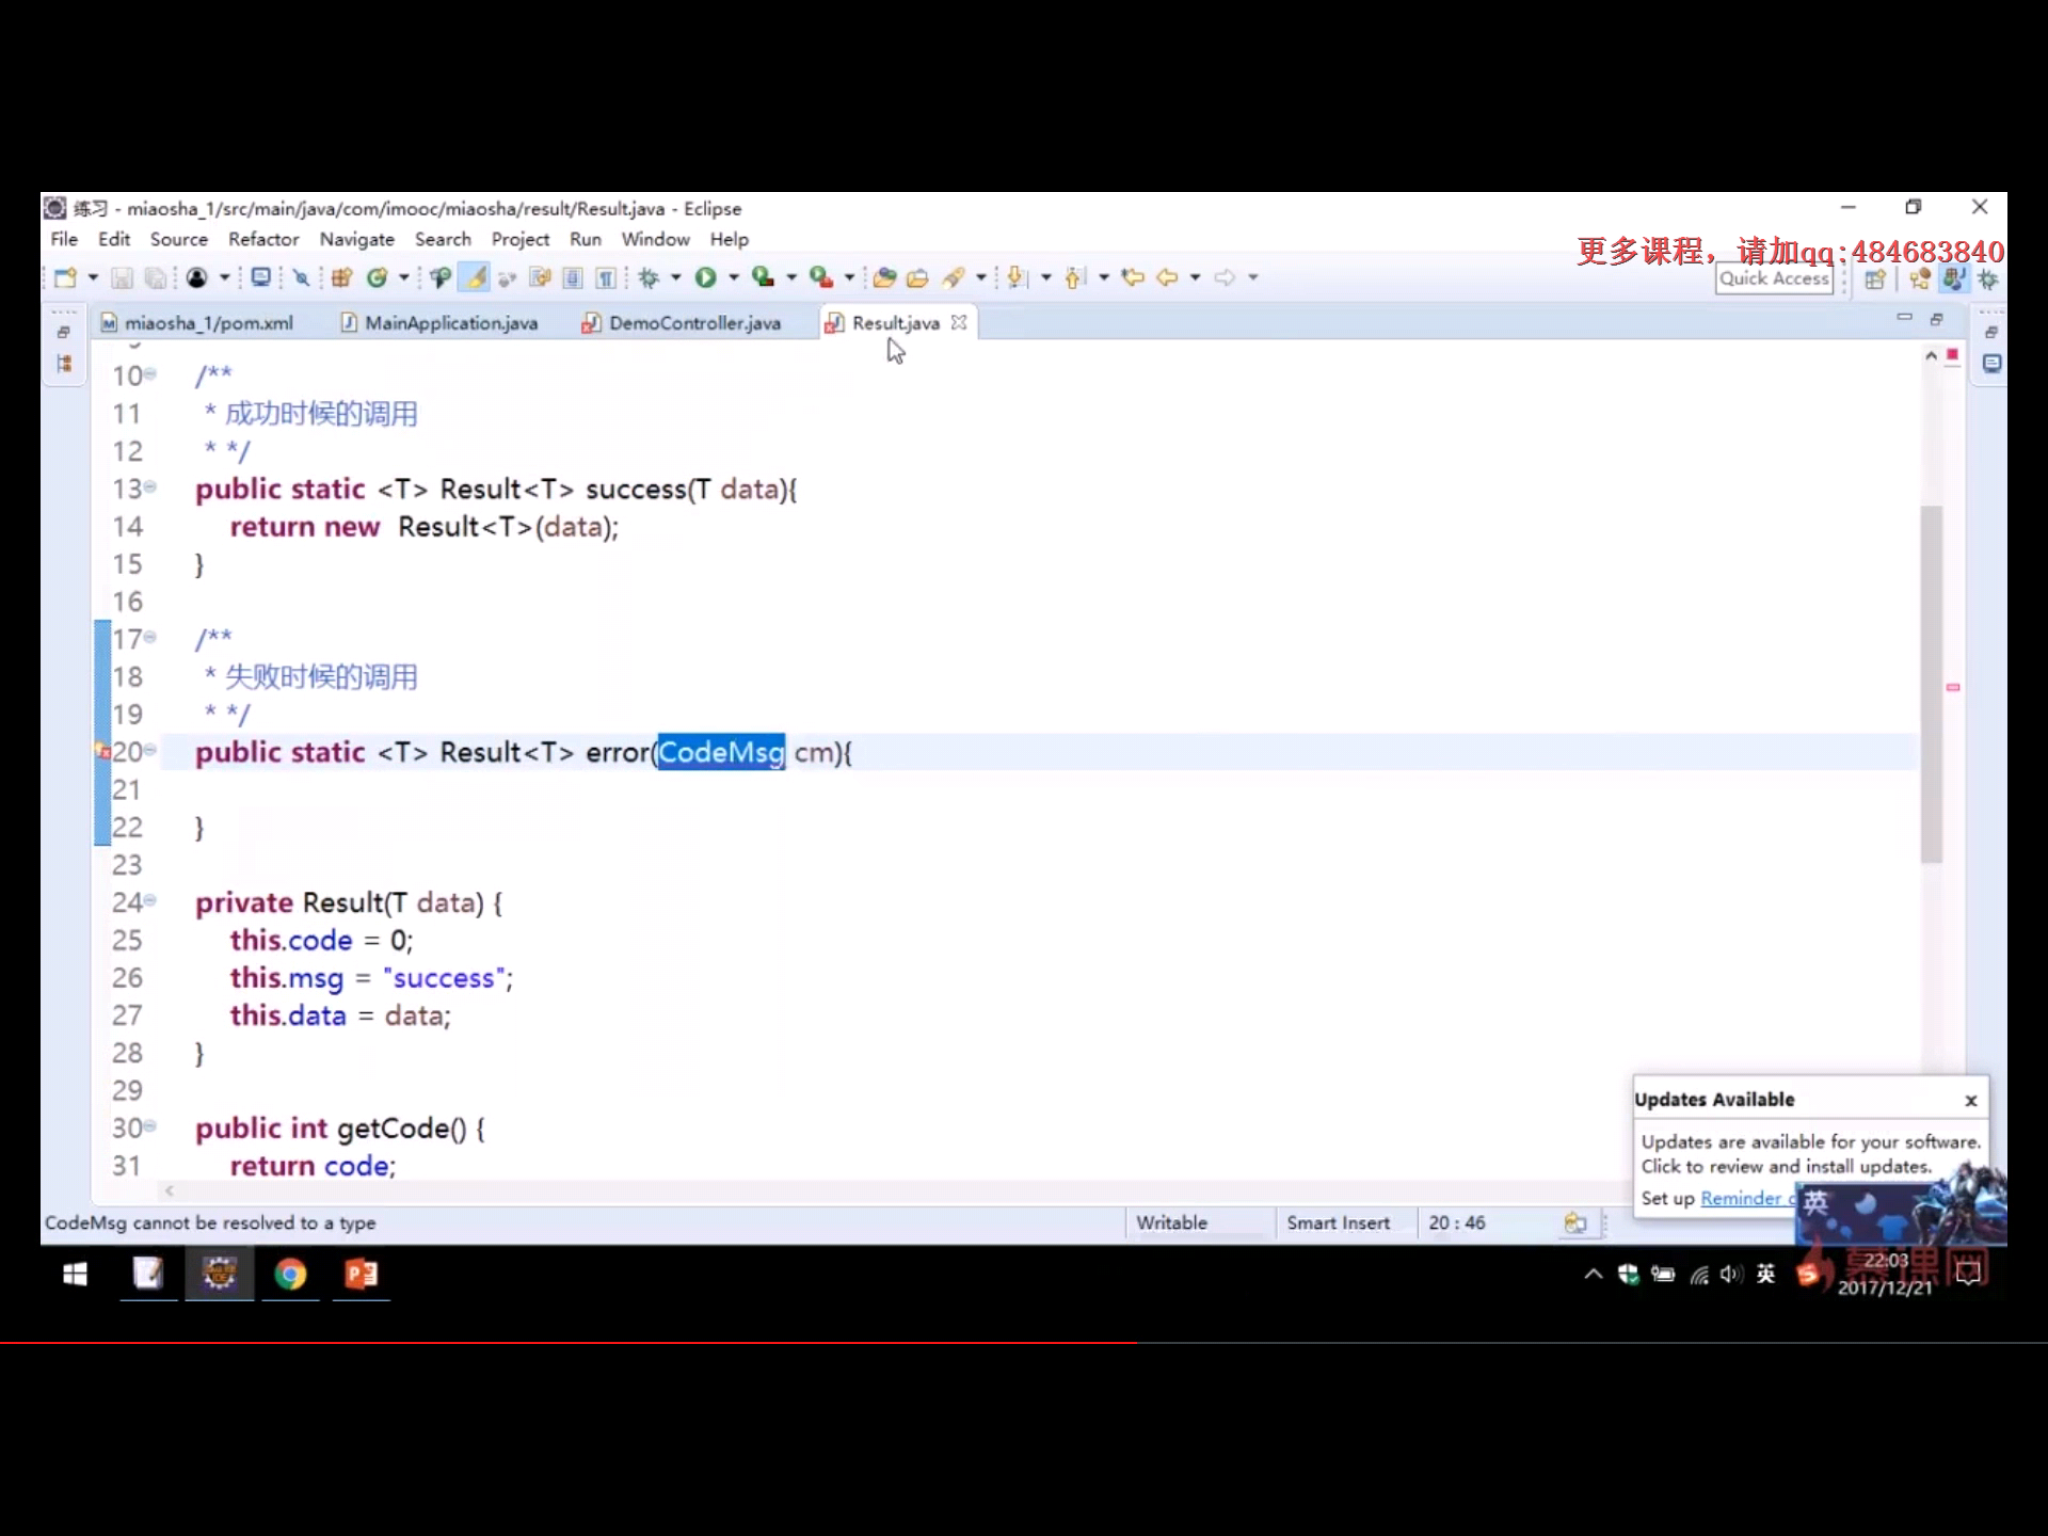 练习 - miaosha_1/src/main/java/com/imooc/miaosha/result/Result.java - Eclipse
File Edit Source Refactor Navigate Search Project Run Window Help
更多课程，请加qq:484683840
Quick Access
miaosha_1/pom.xml MainApplication.java DemoController.java Result.java
10 /**
11 * 成功时候的调用
12 * */
13 public static <T> Result<T> success(T data){
14 return new Result<T>(data);
15 }
16
17 /**
18 * 失败时候的调用
19 * */
20 public static <T> Result<T> error(CodeMsg cm){
21
22 }
23
24 private Result(T data) {
25 this.code = 0;
26 this.msg = "success";
27 this.data = data;
28 }
29
30 public int getCode() {
31 return code;
Updates Available x
Updates are available for your software.
Click to review and install updates.
Set up Reminder
英
CodeMsg cannot be resolved to a type Writable Smart Insert 20 : 46
英 22:03
2017/12/21
慕课网